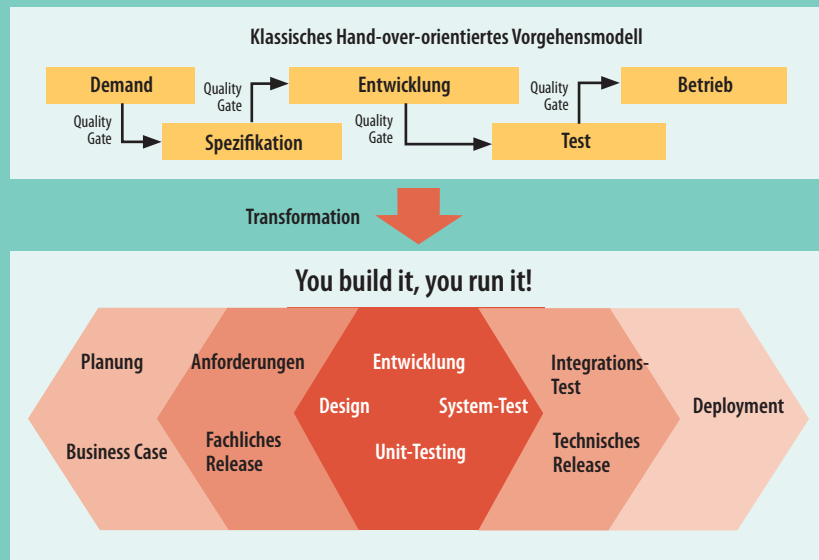 Klassisches Hand-over-orientiertes Vorgehensmodell
Demand
Quality
Gate
Spezifikation
Quality
Gate
Entwicklung
Quality
Gate
Test
Quality
Gate
Betrieb
Transformation
You build it, you run it!
Planung
Business Case
Anforderungen
Fachliches
Release
Entwicklung
Design
System-Test
Unit-Testing
Integrations-
Test
Technisches
Release
Deployment